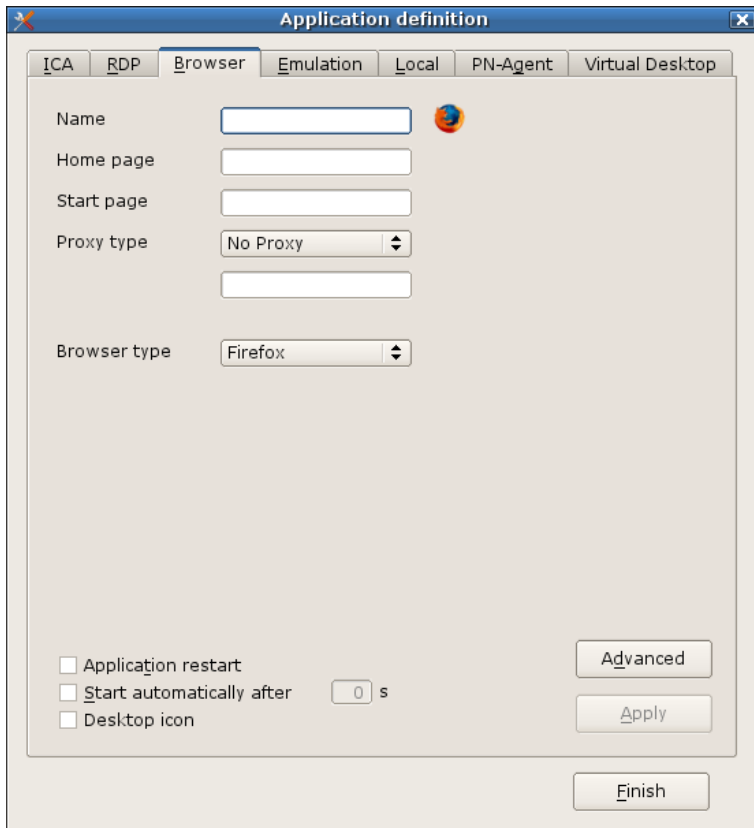 Application definition
ICA RDP Browser Emulation Local PN-Agent Virtual Desktop
Name
Home page
Start page
Proxy type No Proxy
Browser type Firefox
Application restart
Start automatically after 0 s
Desktop icon
Advanced
Apply
Finish